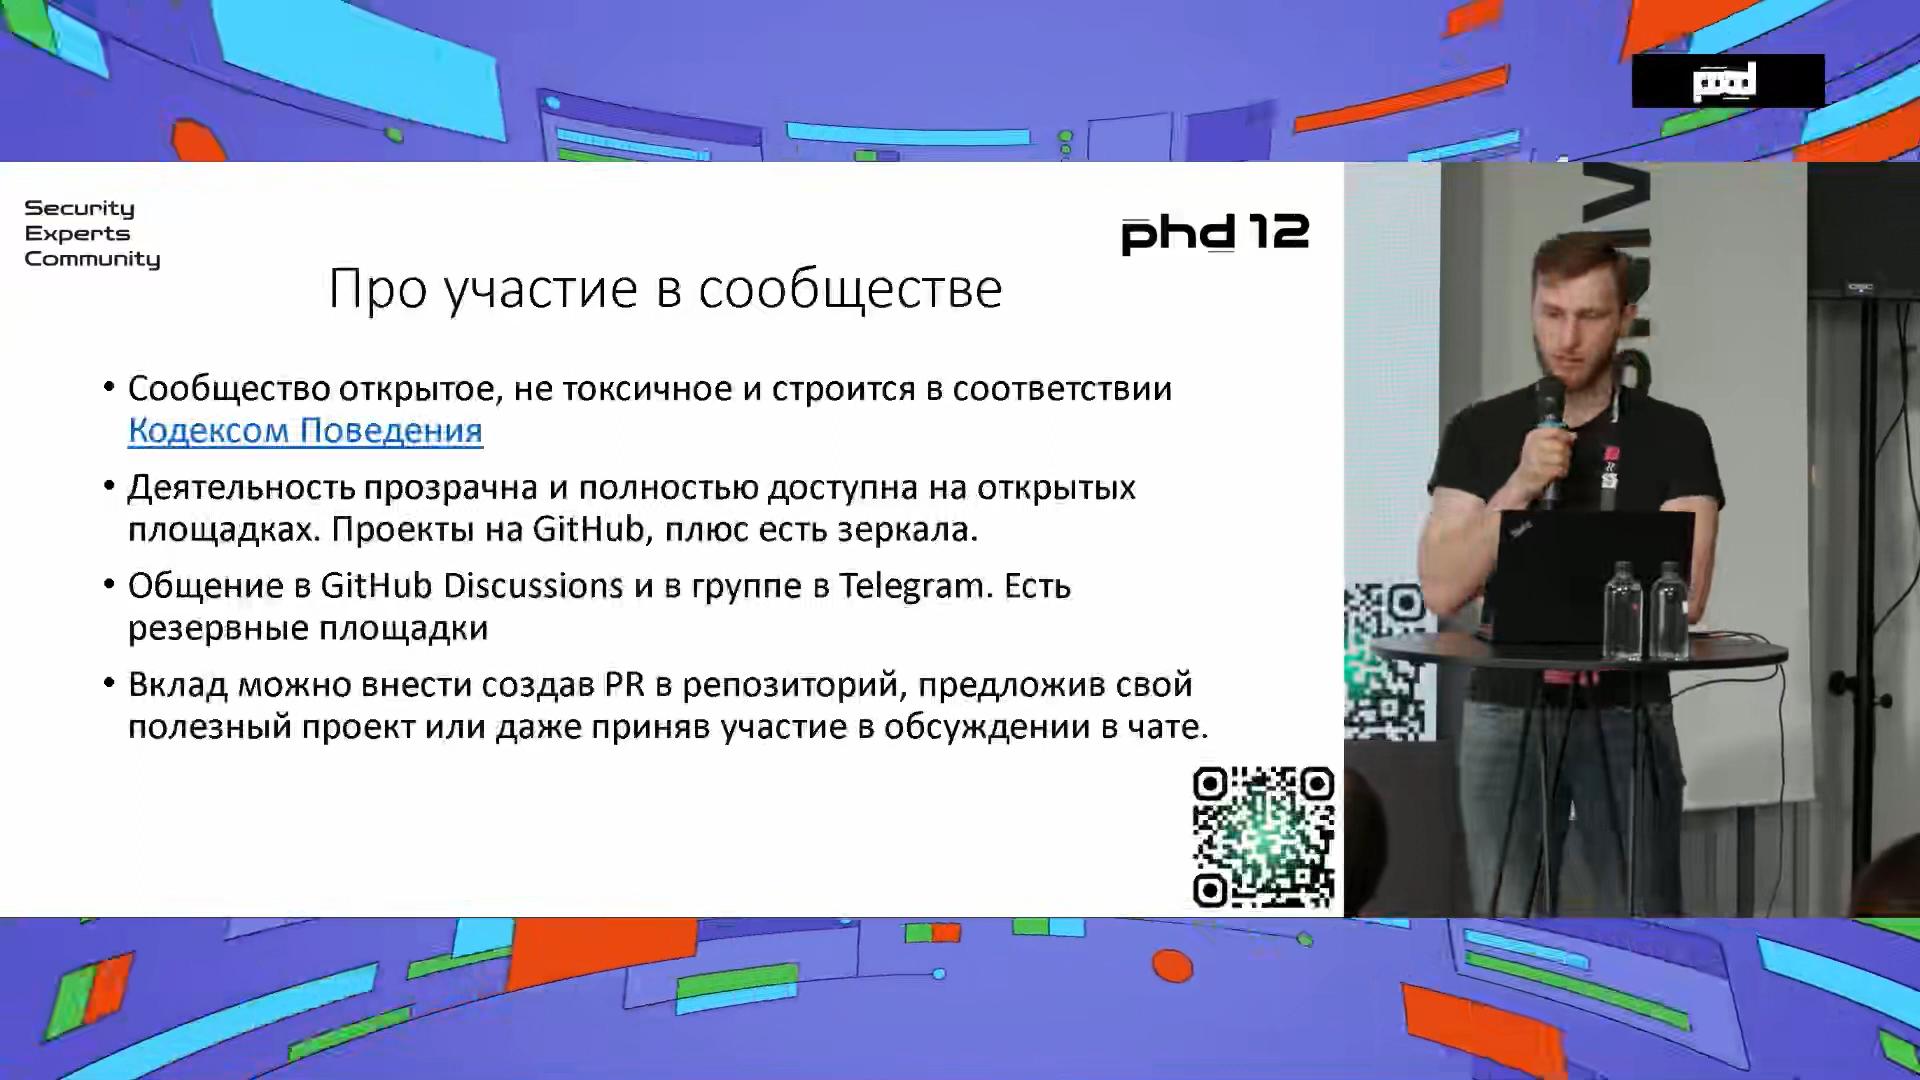 phd
Security
Experts
Community
phd 12
Про участие в сообществе
• Сообщество открытое, не токсичное и строится в соответствии
Кодексом Поведения
• Деятельность прозрачна и полностью доступна на открытых
площадках. Проекты на GitHub, плюс есть зеркала.
• Общение в GitHub Discussions и в группе в Telegram. Есть
резервные площадки
• Вклад можно внести создав PR в репозиторий, предложив свой
полезный проект или даже приняв участие в обсуждении в чате.